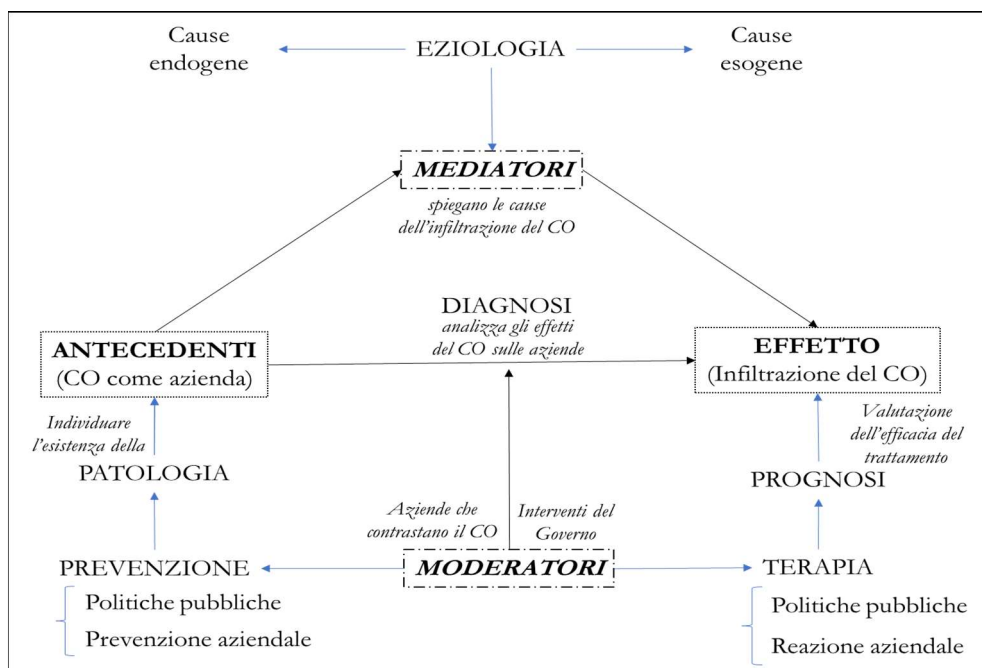 Cause
endogene
EZIOLOGIA
Cause
esogene
MEDIATORI
spiegano le cause
dell'infiltrazione del CO
DIAGNOSI
analizza gli effetti
del CO sulle aziende
ANTECEDENTI
(CO come azienda)
EFFETTO
(Infiltrazione del CO)
Individuare
l'esistenza della
PATOLOGIA
Valutazione
dell'efficacia del
trattamento
PROGNOSI
Aziende che
contrastano il CO
Interventi del
Governo
PREVENZIONE
MODERATORI
TERAPIA
Politiche pubbliche
Prevenzione aziendale
Politiche pubbliche
Reazione aziendale